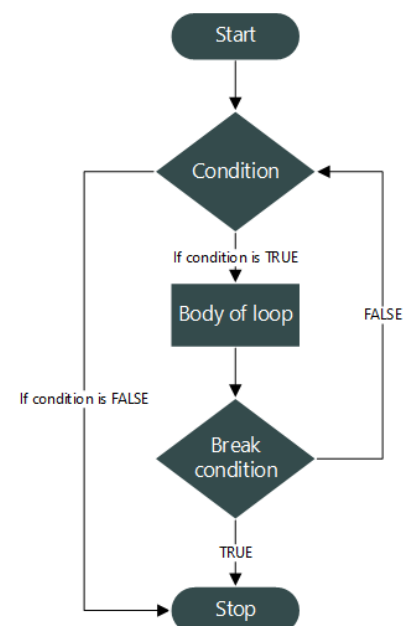 Start
Condition
If condition is TRUE
Body of loop
FALSE
If condition is FALSE
Break
condition
TRUE
Stop